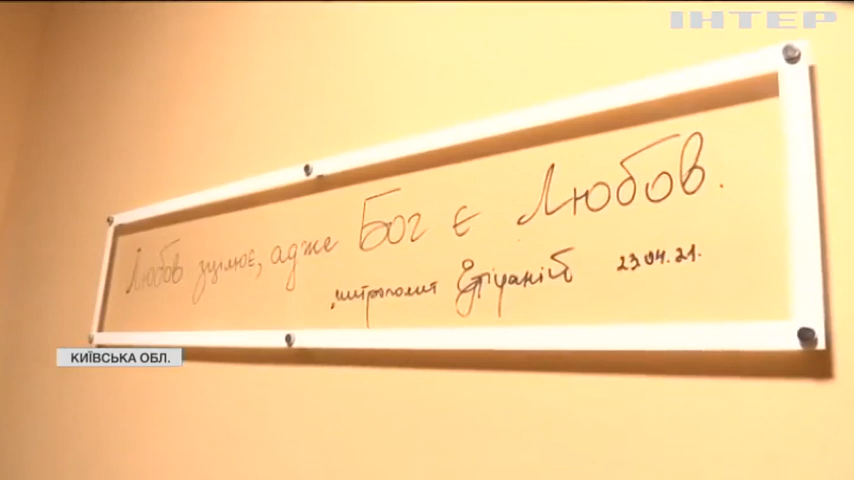 ІНТЕР
Любов зцілює, адже Бог є Любов.
митрополит Епіфаній 23.04.21.
КИЇВСЬКА ОБЛ.